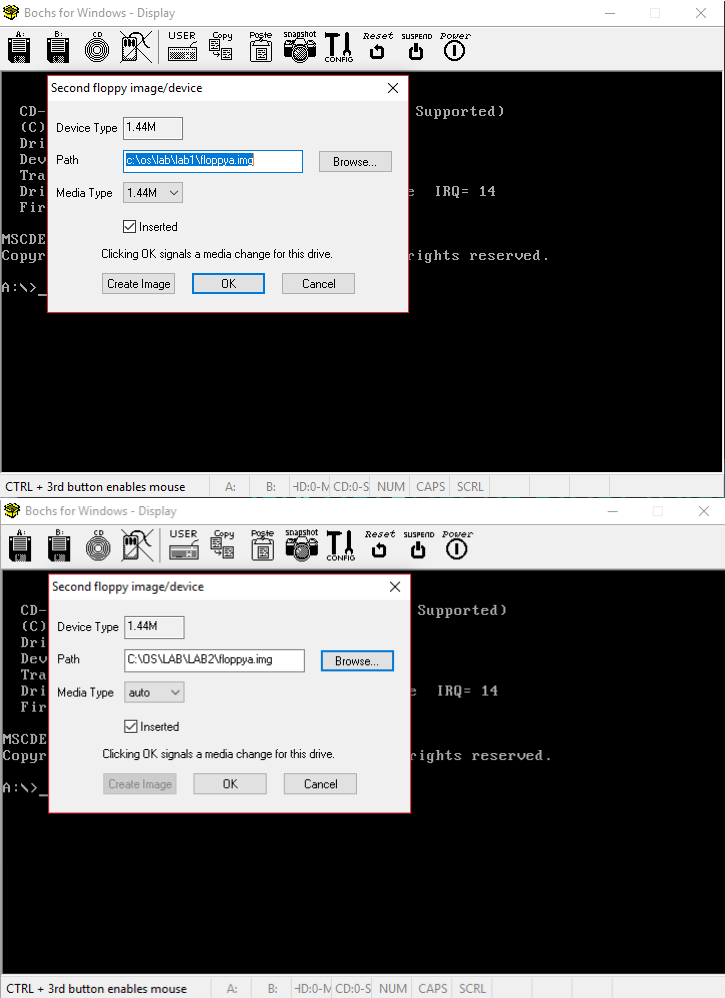 Bochs for Windows - Display
A: B: CD USER Copy Paste snapshot CONFIG Reset SUSPEND Power
Second floppy image/device
CD- Supported)
(C)
Device Type 1.44M
Dri
Path c:\os\lab\lab1\floppya.img Browse...
Dev
Tra
Media Type 1.44M
Dri e IRQ= 14
Fir
Inserted
MSCDE
Clicking OK signals a media change for this drive.
Copyr rights reserved.
Create Image OK Cancel
A:\>_
CTRL + 3rd button enables mouse A: B: HD:0-M CD:0-S NUM CAPS SCRL
Bochs for Windows - Display
A: B: CD USER Copy Paste snapshot CONFIG Reset SUSPEND Power
Second floppy image/device
CD- Supported)
(C)
Device Type 1.44M
Dri
Path C:\OS\LAB\LAB2\floppya.img Browse...
Dev
Tra
Media Type auto
Dri e IRQ= 14
Fir
Inserted
MSCDE
Clicking OK signals a media change for this drive.
Copyr rights reserved.
Create Image OK Cancel
A:\>_
CTRL + 3rd button enables mouse A: B: HD:0-M CD:0-S NUM CAPS SCRL